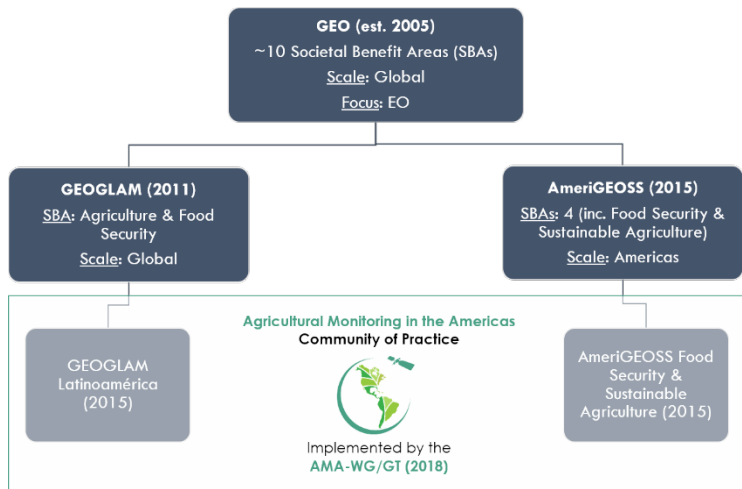 GEO (est. 2005)
~10 Societal Benefit Areas (SBAs)
Scale: Global
Focus: EO
GEOGLAM (2011)
SBA: Agriculture & Food
Security
Scale: Global
AmeriGEOSS (2015)
SBAs: 4 (inc. Food Security &
Sustainable Agriculture)
Scale: Americas
Agricultural Monitoring in the Americas
Community of Practice
GEOGLAM
Latinoamérica
(2015)
AmeriGEOSS Food
Security &
Sustainable
Agriculture (2015)
Implemented by the
AMA-WG/GT (2018)